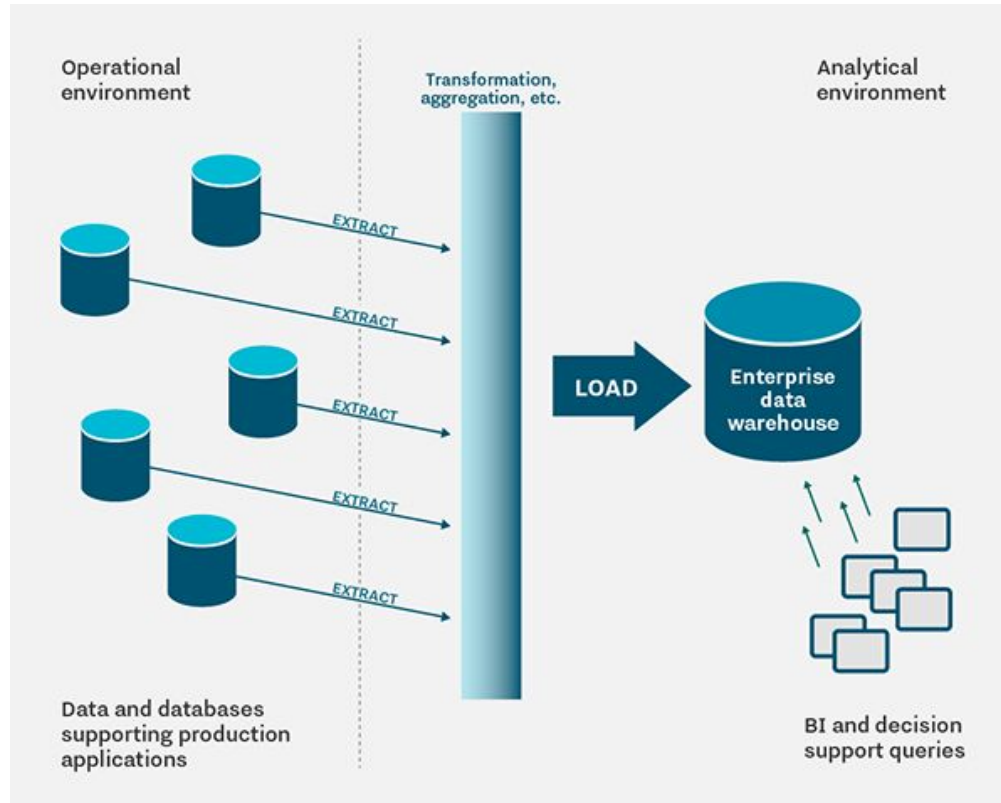 Operational
environment
Transformation,
aggregation, etc.
Analytical
environment
EXTRACT
EXTRACT
EXTRACT
EXTRACT
EXTRACT
LOAD
Enterprise
data
warehouse
Data and databases
supporting production
applications
BI and decision
support queries